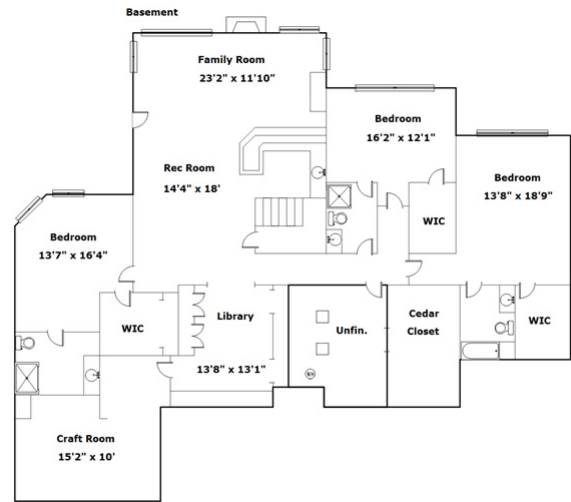 Basement
Family Room
23'2" x 11'10"
Bedroom
16'2" x 12'1"
Rec Room
14'4" x 18'
Bedroom
13'8" x 18'9"
WIC
Bedroom
13'7" x 16'4"
WIC
Library
13'8" x 13'1"
Unfin.
Cedar
Closet
WIC
Craft Room
15'2" x 10'